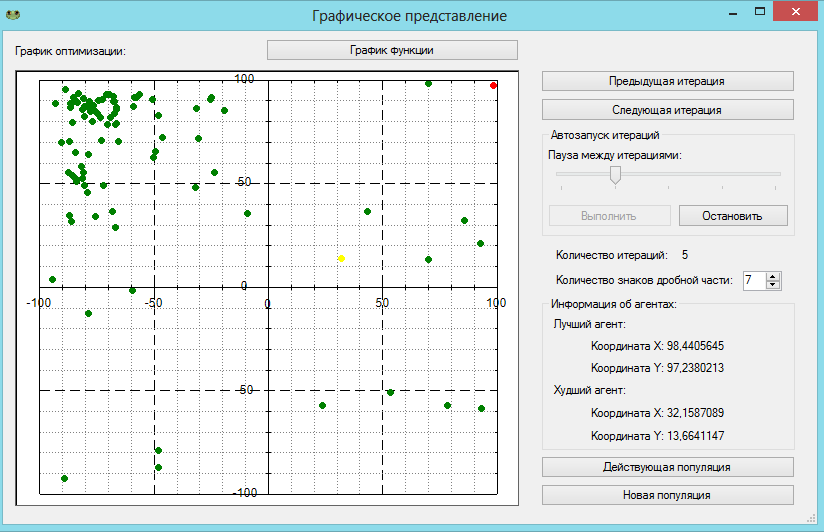 Графическое представление
График оптимизации:
График функции
100
50
0
-100
-50
0
50
100
50
-100
Предыдущая итерация
Следующая итерация
Автозапуск итераций
Пауза между итерациями:
Выполнить
Остановить
Количество итераций: 5
Количество знаков дробной части: 7
Информация об агентах:
Лучший агент:
Координата X: 98,4405645
Координата Y: 97,2380213
Худший агент:
Координата X: 32,1587089
Координата Y: 13,6641147
Действующая популяция
Новая популяция